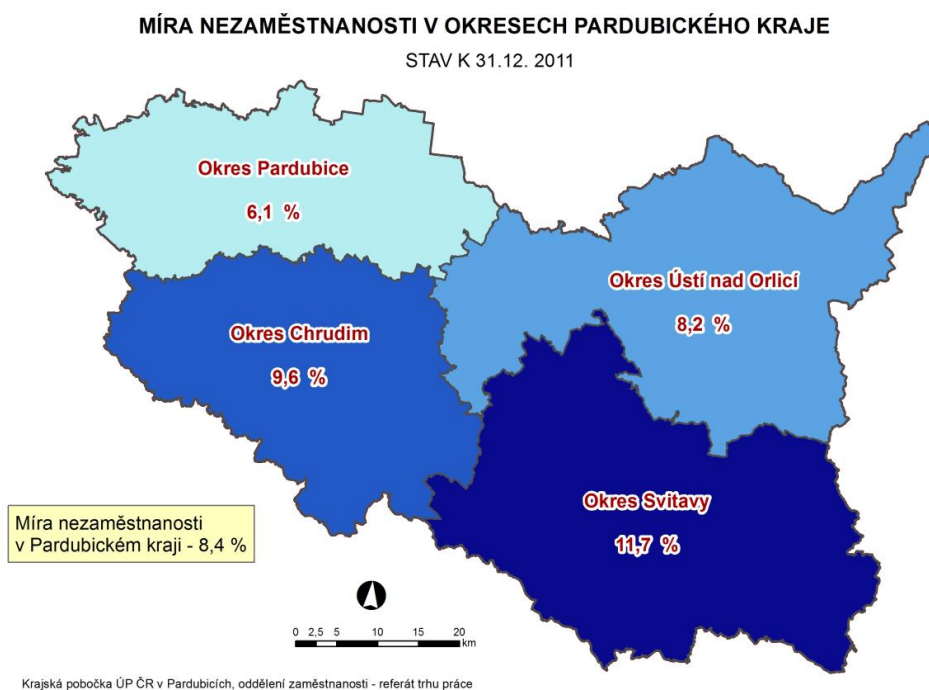 MÍRA NEZAMĚSTNANOSTI V OKRESECH PARDUBICKÉHO KRAJE
STAV K 31.12. 2011
Okres Pardubice
6,1 %
Okres Ústí nad Orlicí
8,2 %
Okres Chrudim
9,6 %
Okres Svitavy
11,7 %
Míra nezaměstnanosti
v Pardubickém kraji - 8,4 %
0 2,5 5 10 15 20
km
Krajská pobočka ÚP ČR v Pardubicích, oddělení zaměstnanosti - referát trhu práce